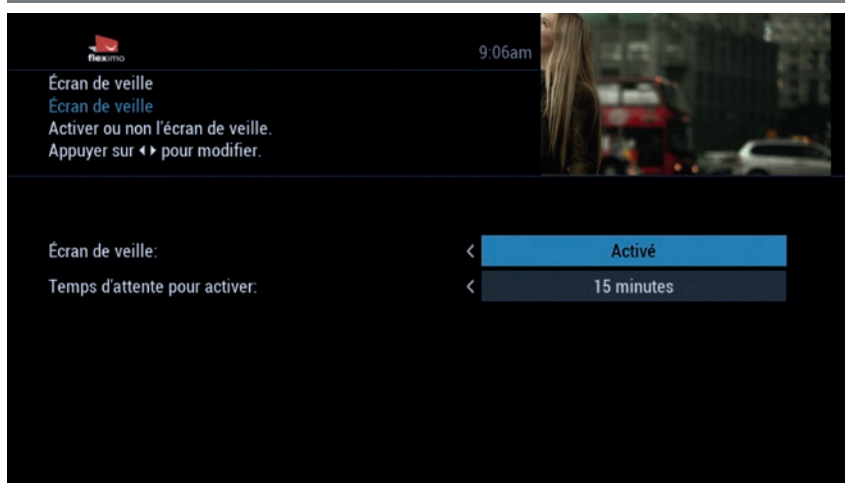 fleximo
9:06am
Écran de veille
Écran de veille
Activer ou non l'écran de veille.
Appuyer sur ◂ ▸ pour modifier.
Écran de veille: < Activé
Temps d'attente pour activer: < 15 minutes